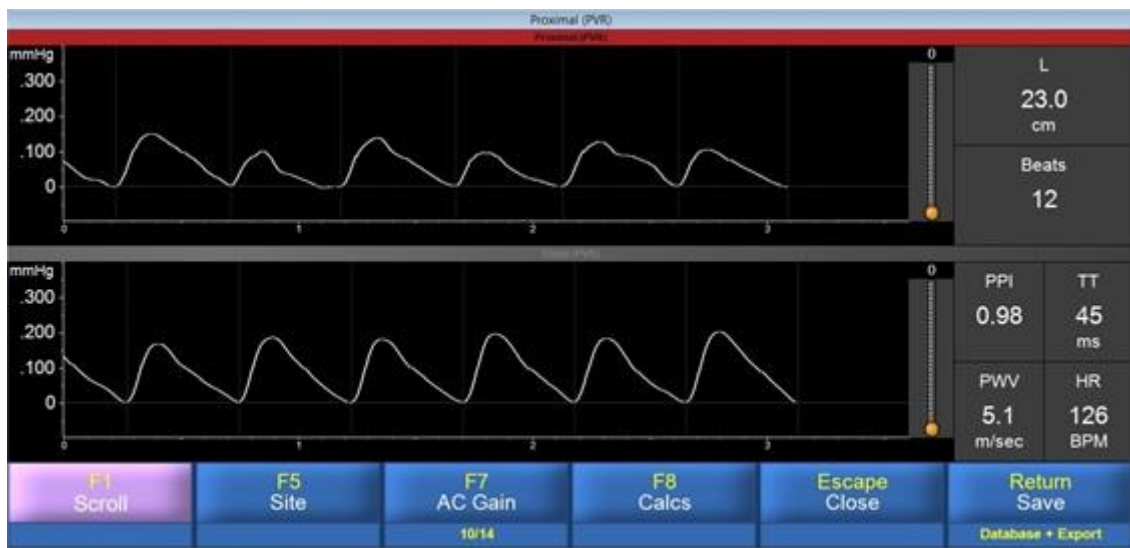 Proximal (PVR)
Proximal (PVR)
mmHg
.300
.200
.100
0
0 1 2 3
0
L
23.0
cm
Beats
12
mmHg
.300
.200
.100
0
0 1 2 3
0
PPI
0.98
TT
45
ms
PWV
5.1
m/sec
HR
126
BPM
F1
Scroll
F5
Site
F7
AC Gain
10/14
F8
Calcs
Escape
Close
Return
Save
Database + Export